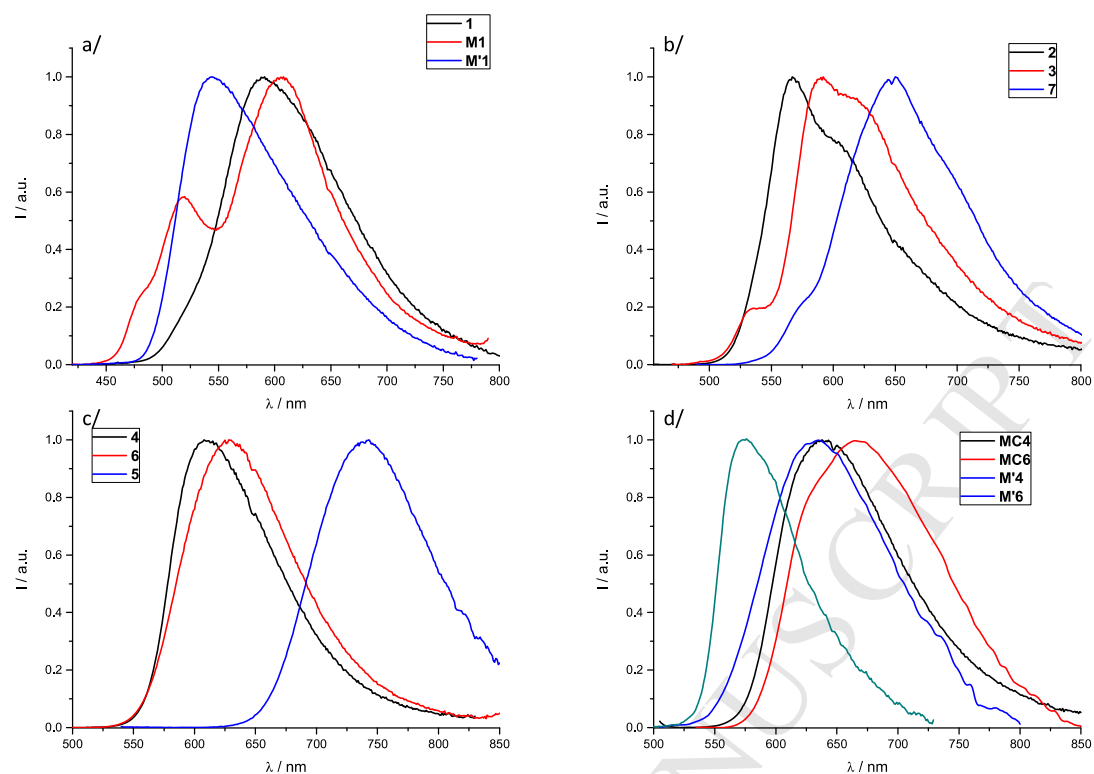 a/
1
M1
M'1
I / a.u.
1.0
0.8
0.6
0.4
0.2
0.0
450 500 550 600 650 700 750 800
λ / nm
b/
2
3
7
I / a.u.
1.0
0.8
0.6
0.4
0.2
0.0
500 550 600 650 700 750 800
λ / nm
c/
4
6
5
I / a.u.
1.0
0.8
0.6
0.4
0.2
0.0
500 550 600 650 700 750 800 850
λ / nm
d/
MC4
MC6
M'4
M'6
I / a.u.
1.0
0.8
0.6
0.4
0.2
0.0
500 550 600 650 700 750 800 850
λ / nm
NUSCRIPT